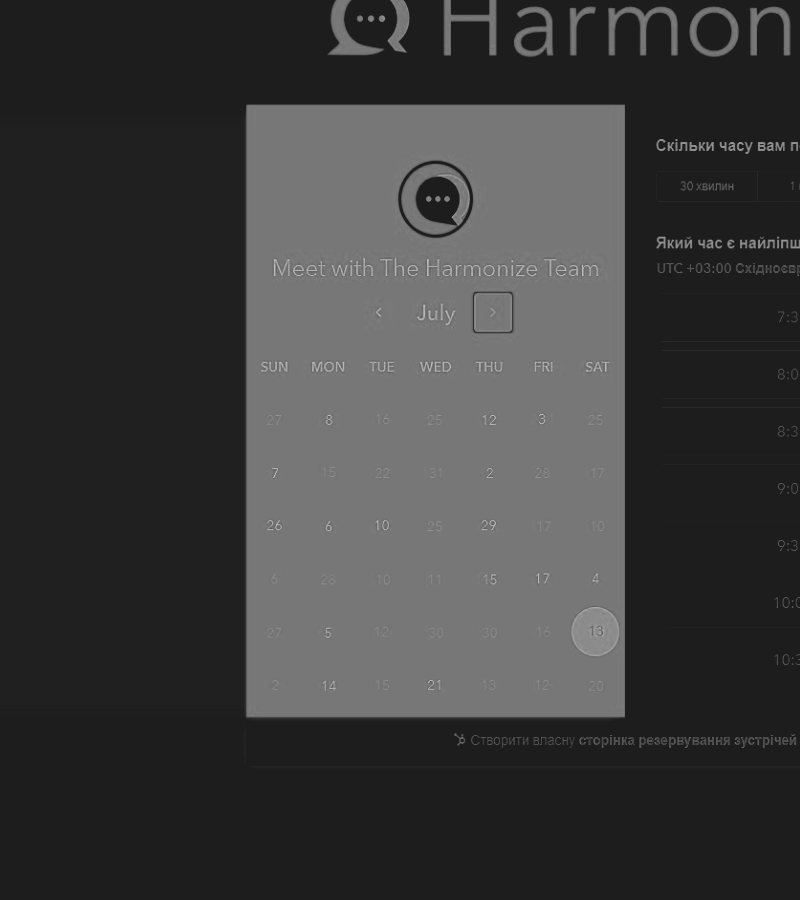 Harmon
Meet with The Harmonize Team
July
SUN MON TUE WED THU FRI SAT
27 8 16 25 12 3 25
7 15 22 31 2 28 17
26 6 10 25 29 17 10
6 28 10 11 15 17 4
27 5 12 30 30 16 13
2 14 15 21 13 12 20
Скільки часу вам п
30 хвилин 1
Який час є найліпш
UTC +03:00 Східноєвр
7:3
8:0
8:3
9:0
9:3
10:0
10:3
Створити власну сторінка резервування зустрічей